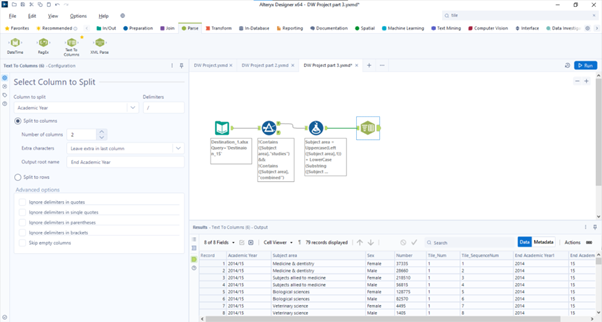 Alteryx Designer x64 - DW Project part 3.yxmd*
File Edit View Options Help
tile
Favorites Recommended In/Out Preparation Join Parse Transform In-Database Reporting Documentation Spatial Machine Learning Text Mining Computer Vision Interface Data Investi
DateTime RegEx Text To Columns XML Parse
Text To Columns (6) - Configuration
DW Project.yxmd DW Project part 2.yxmd DW Project part 3.yxmd*
Run
Select Column to Split
Column to split Delimiters
Academic Year /
Split to columns
Number of columns 2
Extra characters Leave extra in last column
Output root name End Academic Year
Split to rows
Advanced options
Ignore delimiters in quotes
Ignore delimiters in single quotes
Ignore delimiters in parentheses
Ignore delimiters in brackets
Skip empty columns
!Contains
([Subject
area],"studies")
&&
!Contains
([Subject area],
"combined")
Subject area =
Uppercase(Left
([Subject area],1))
+ LowerCase
(Substring
([Subject ...
Results - Text To Columns (6) - Output
8 of 8 Fields Cell Viewer 79 records displayed Search Data Metadata Actions
Record Academic Year Subject area Sex Number Tile_Num Tile_SequenceNum End Academic Year1 End Academ
1 2014/15 Medicine & dentistry Female 37335 1 1 2014 15
2 2014/15 Medicine & dentistry Male 28660 1 2 2014 15
3 2014/15 Subjects allied to medicine Female 218510 1 3 2014 15
4 2014/15 Subjects allied to medicine Male 56815 1 4 2014 15
5 2014/15 Biological sciences Female 128775 1 5 2014 15
6 2014/15 Biological sciences Male 82570 1 6 2014 15
7 2014/15 Veterinary science Female 4495 1 7 2014 15
8 2014/15 Veterinary science Male 1405 1 8 2014 15